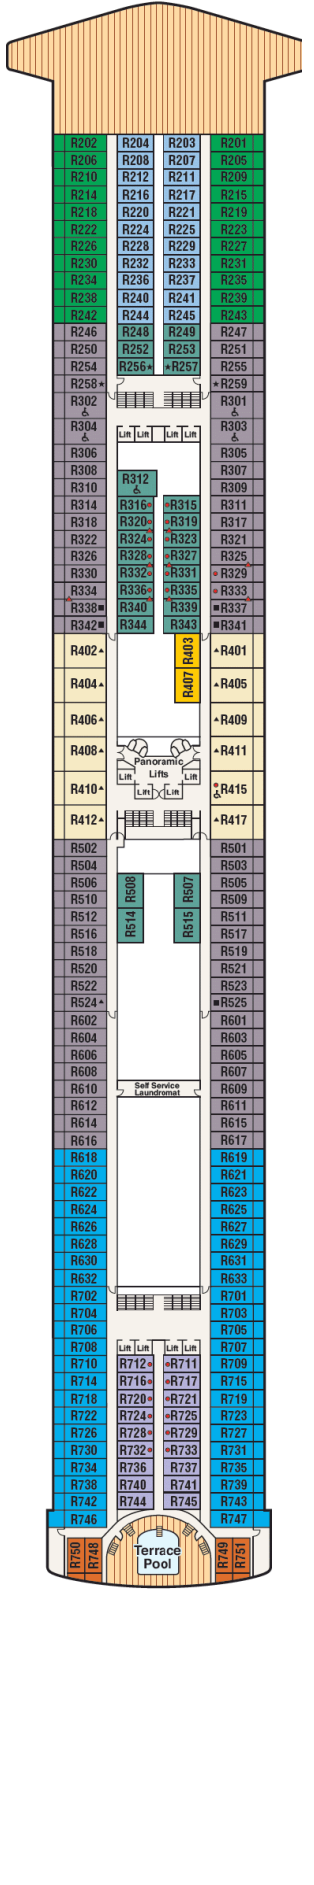 R202 R204 R203 R201
R206 R208 R207 R205
R210 R212 R211 R209
R214 R216 R217 R215
R218 R220 R221 R219
R222 R224 R225 R223
R226 R228 R229 R227
R230 R232 R233 R231
R234 R236 R237 R235
R238 R240 R241 R239
R242 R244 R245 R243
R246 R248 R249 R247
R250 R252 R253 R251
R254 R256 R257 R255
R258 R259
R302 R301
R304 Lift Lift Lift Lift R303
R306 R305
R308 R307
R310 R312 R309
R314 R316 R315 R311
R318 R320 R319 R317
R322 R324 R323 R321
R326 R328 R327 R325
R330 R332 R331 R329
R334 R336 R335 R333
R338 R340 R339 R337
R342 R344 R343 R341
R402 R403 R401
R404 R407 R405
R406 R409
R408 R411
Panoramic
Lifts
Lift Lift
R410 Lift Lift R415
R412 R417
R502 R501
R504 R503
R506 R508 R507 R505
R510 R509
R512 R514 R515 R511
R516 R517
R518 R519
R520 R521
R522 R523
R524 R525
R602 R601
R604 R603
R606 R605
R608 R607
R610 Self Service R609
Laundromat
R612 R611
R614 R615
R616 R617
R618 R619
R620 R621
R622 R623
R624 R625
R626 R627
R628 R629
R630 R631
R632 R633
R702 R701
R704 R703
R706 R705
R708 Lift Lift Lift Lift R707
R710 R712 R711 R709
R714 R716 R717 R715
R718 R720 R721 R719
R722 R724 R725 R723
R726 R728 R729 R727
R730 R732 R733 R731
R734 R736 R737 R735
R738 R740 R741 R739
R742 R744 R745 R743
R746 R747
R750 R748 R749 R751
Terrace
Pool